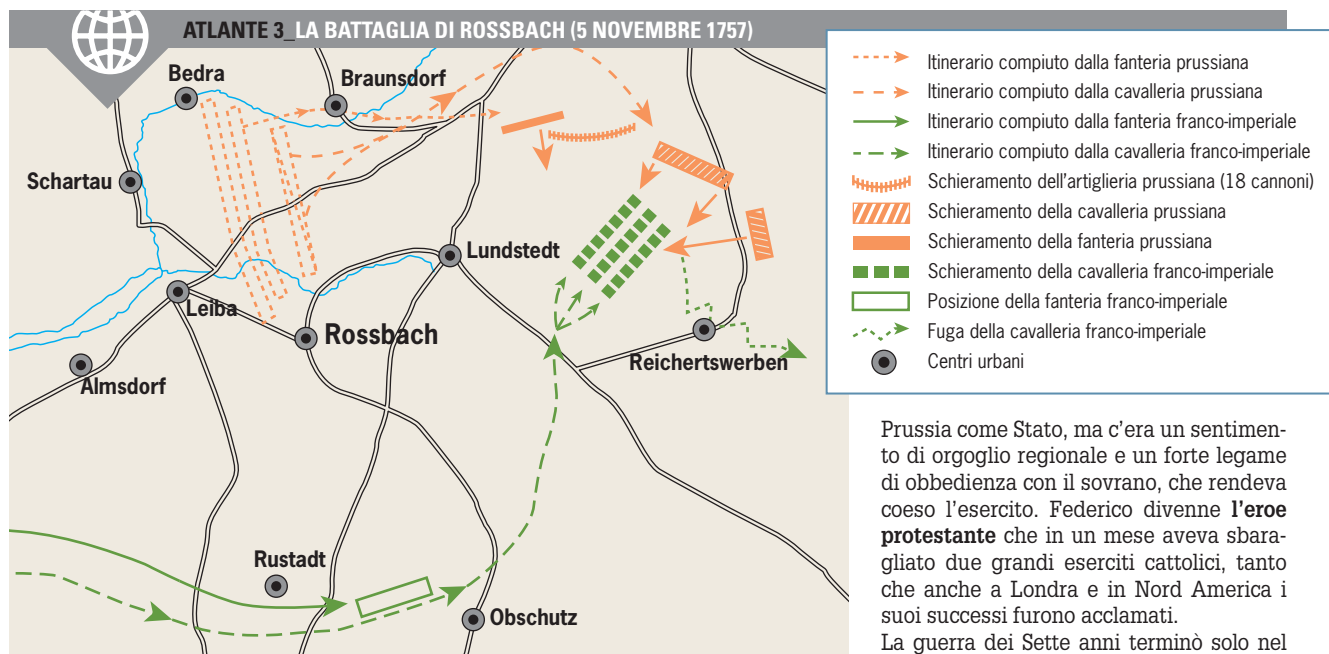 ATLANTE 3_LA BATTAGLIA DI ROSSBACH (5 NOVEMBRE 1757)
Bedra
Braunsdorf
Schartau
Lundstedt
Leiba
Rossbach
Reichertswerben
Almsdorf
Rustadt
Obschutz
Itinerario compiuto dalla fanteria prussiana
Itinerario compiuto dalla cavalleria prussiana
Itinerario compiuto dalla fanteria franco-imperiale
Itinerario compiuto dalla cavalleria franco-imperiale
Schieramento dell'artiglieria prussiana (18 cannoni)
Schieramento della cavalleria prussiana
Schieramento della fanteria prussiana
Schieramento della cavalleria franco-imperiale
Posizione della fanteria franco-imperiale
Fuga della cavalleria franco-imperiale
Centri urbani
Prussia come Stato, ma c'era un sentimen-
to di orgoglio regionale e un forte legame
di obbedienza con il sovrano, che rendeva
coeso l'esercito. Federico divenne l'eroe
protestante che in un mese aveva sbara-
gliato due grandi eserciti cattolici, tanto
che anche a Londra e in Nord America i
suoi successi furono acclamati.
La guerra dei Sette anni terminò solo nel